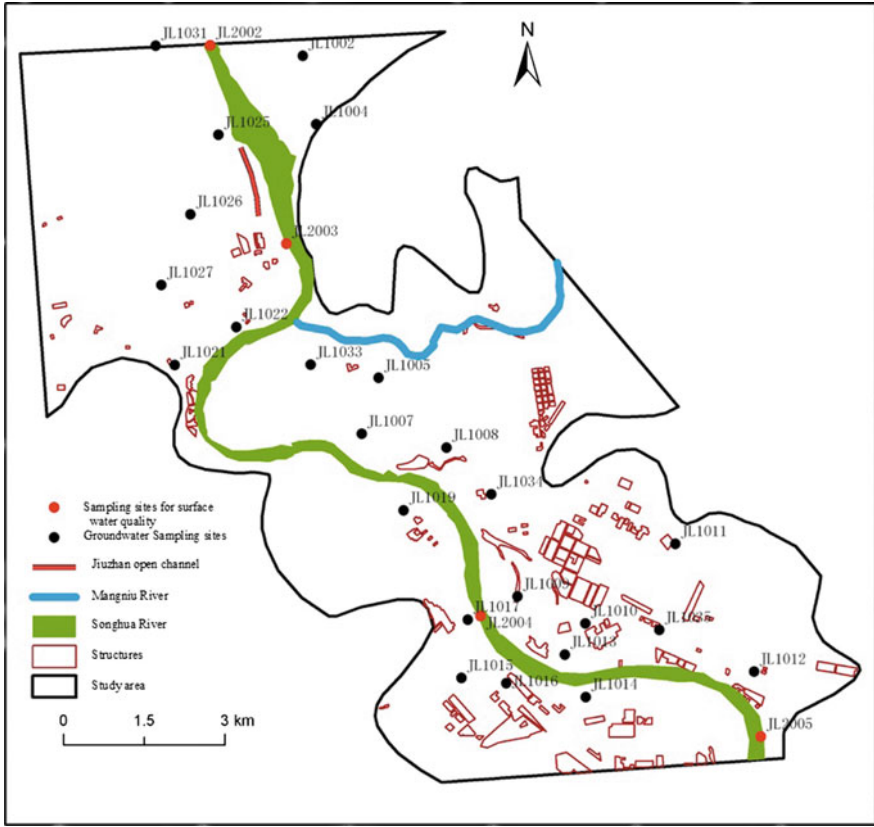 JL1031
JL2002
JL1002
N
JL1025
JL1004
JL1026
JL2003
JL1027
JL1022
JL1021
JL1033
JL1005
JL1007
JL1008
JL1034
JL1019
JL1011
JL1009
JL1017
JL2004
JL1010
JL1035
JL1013
JL1015
JL1016
JL1014
JL1012
JL2005
Sampling sites for surface
water quality
Groundwater Sampling sites
Jiuzhan open channel
Mangniu River
Songhua River
Structures
Study area
0 1.5 3 km